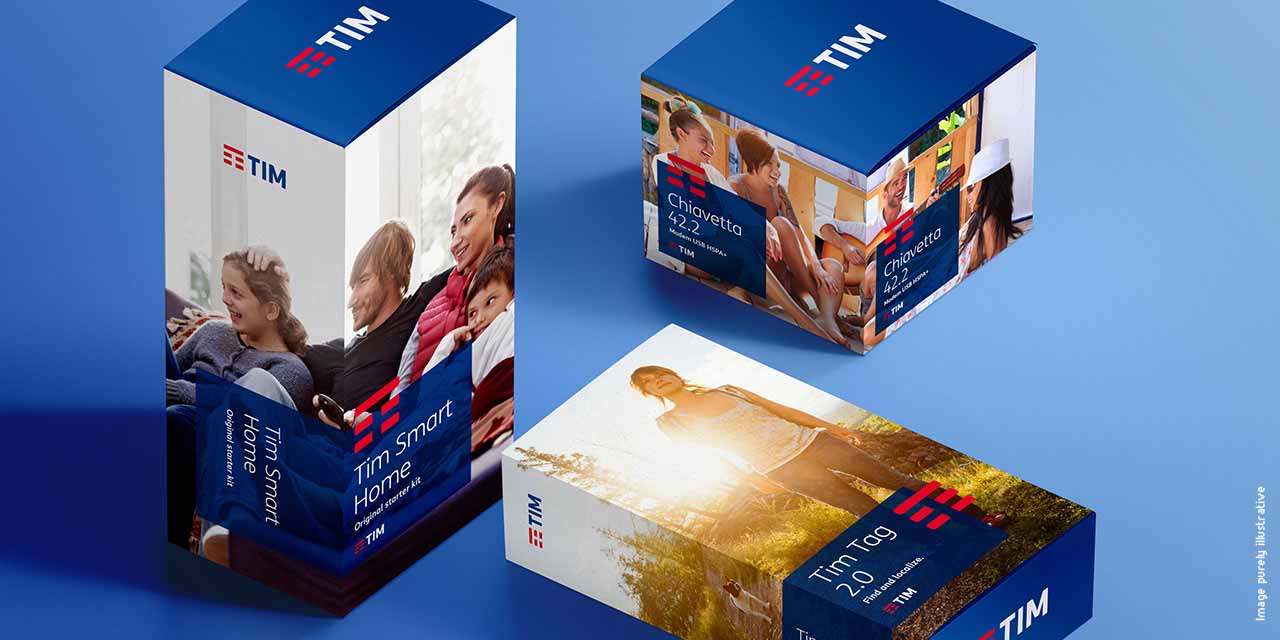 TIM
TIM
Tim Smart
Home
Original starter kit
Tim Smart
Home
Original starter kit
TIM
TIM
Chiavetta
42.2
Modem USB HSPA+
TIM
Chiavetta
42.2
Modem USB HSPA+
TIM
TIM
Tim Tag
2.0
Find and localize.
TIM
Tim Tag
TIM
Image purely illustrative